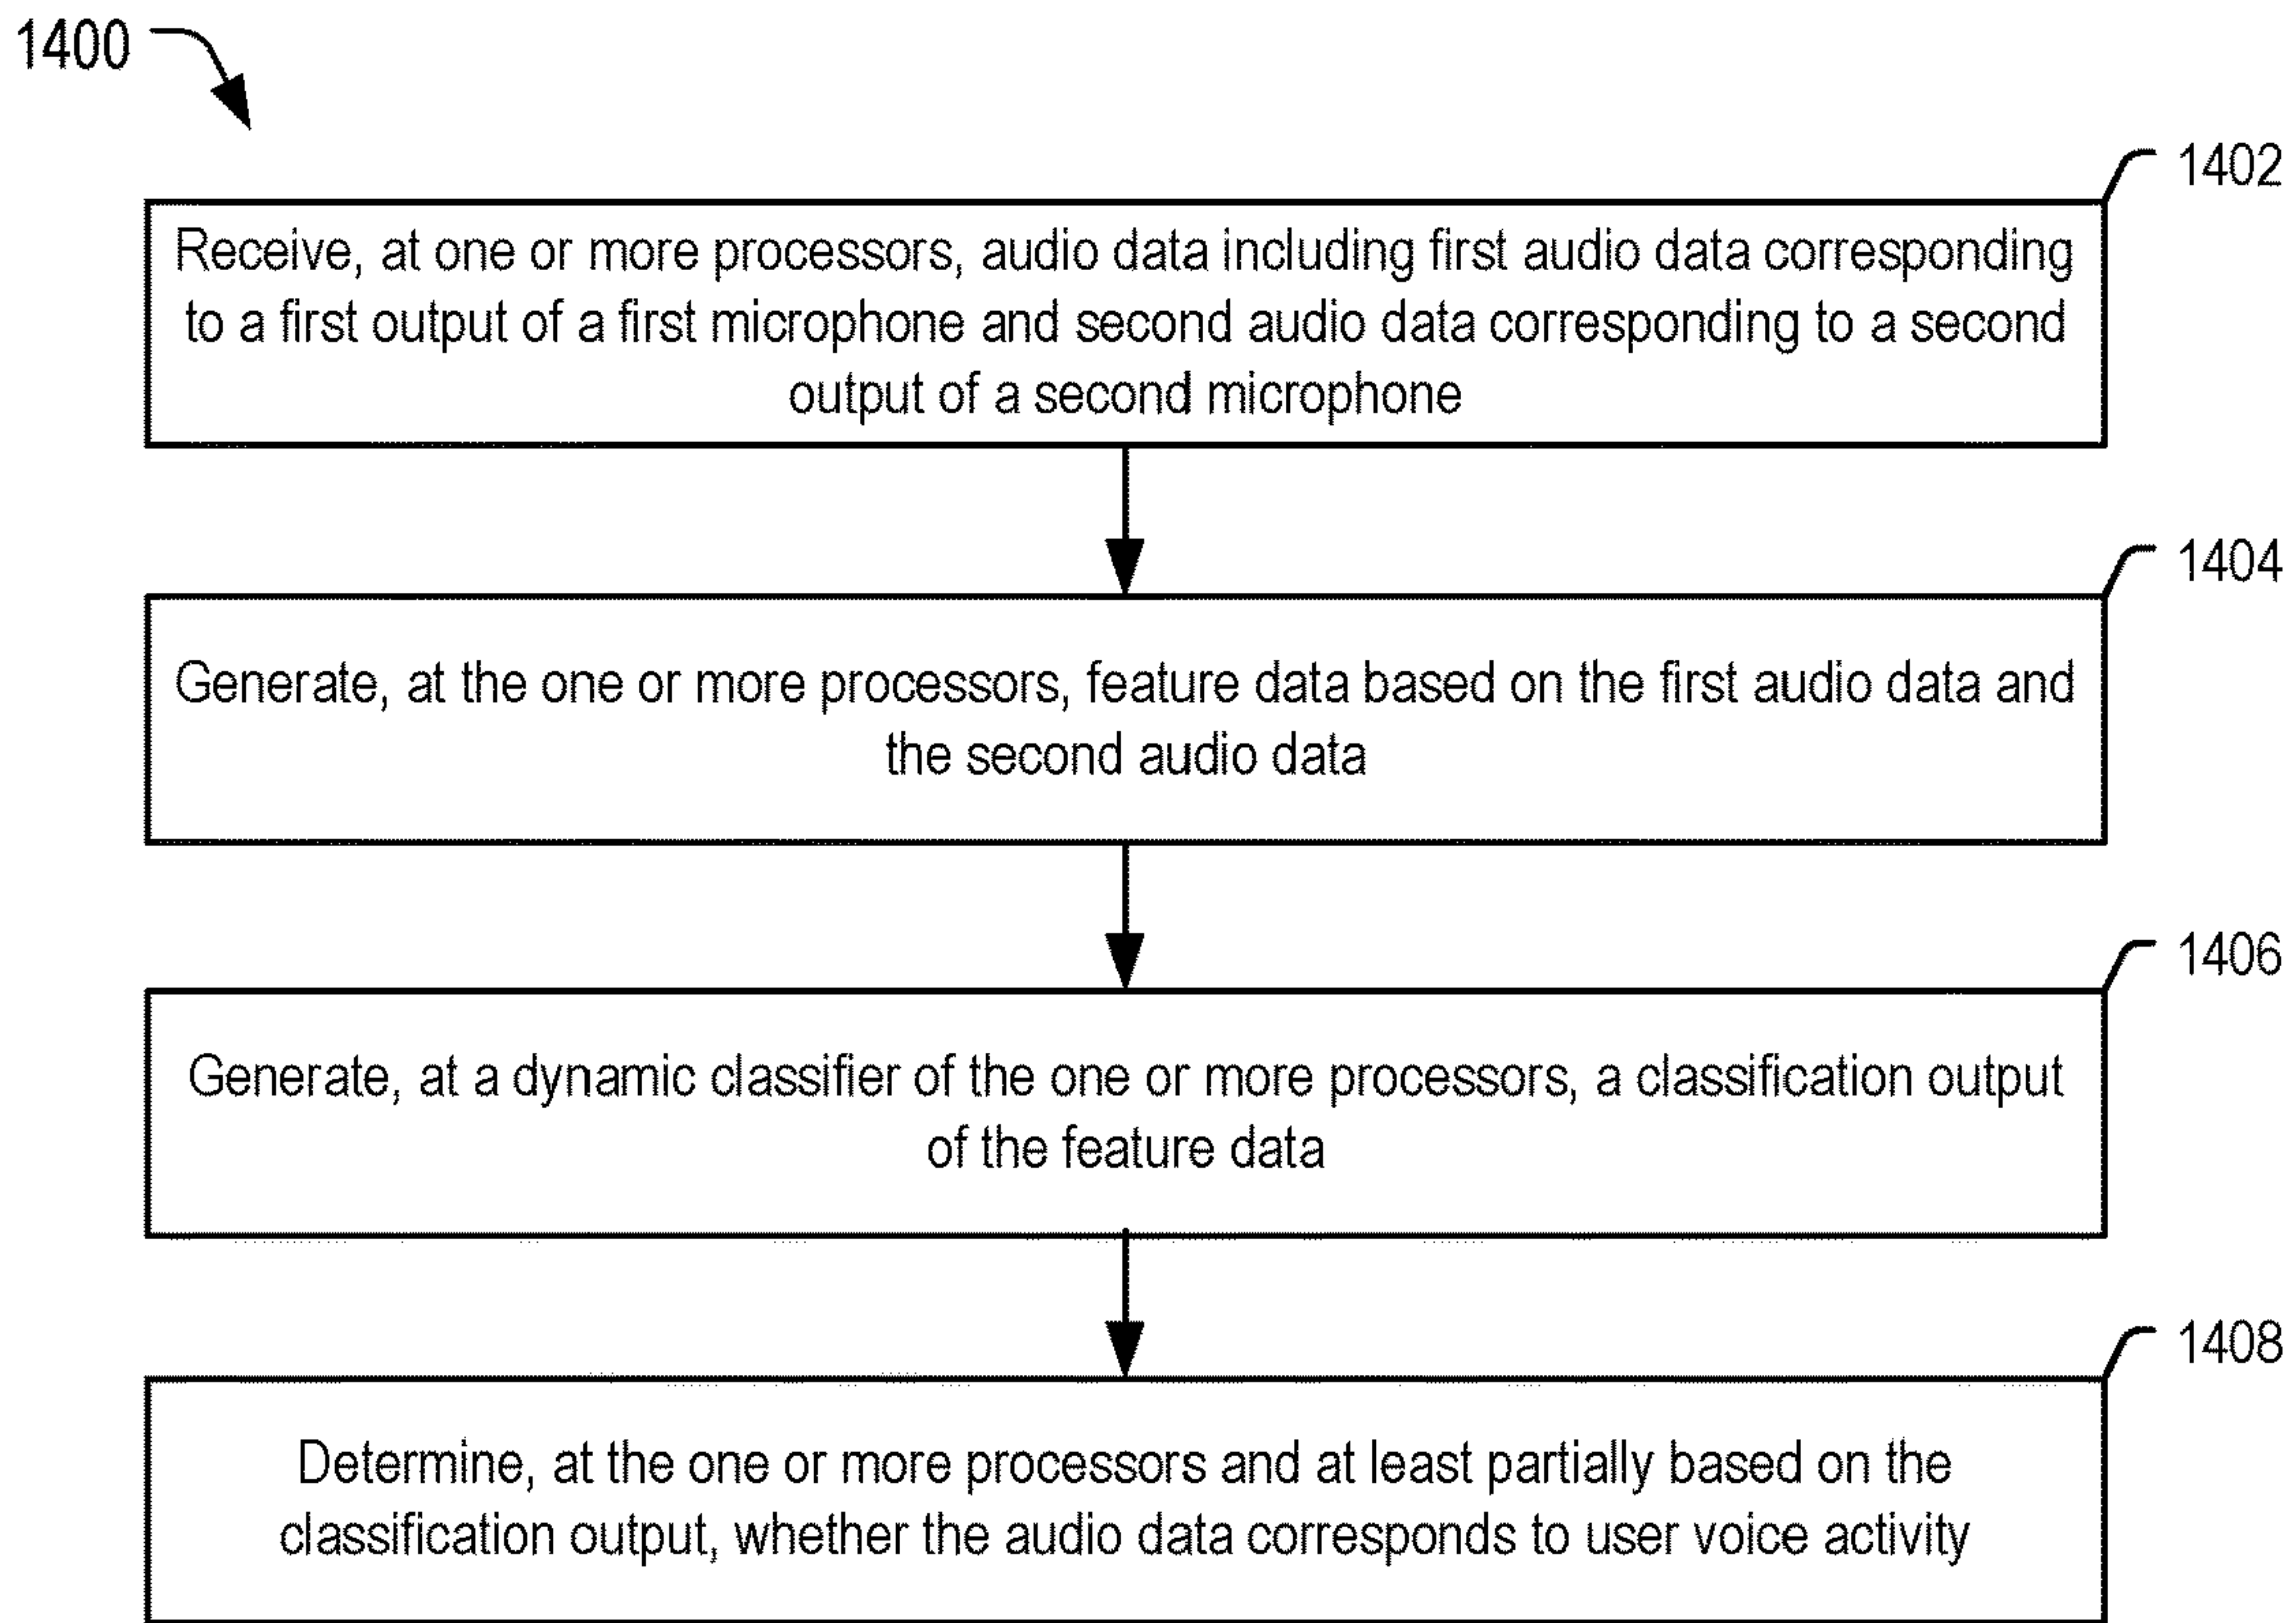 1400
1402
Receive, at one or more processors, audio data including first audio data corresponding
to a first output of a first microphone and second audio data corresponding to a second
output of a second microphone
1404
Generate, at the one or more processors, feature data based on the first audio data and
the second audio data
1406
Generate, at a dynamic classifier of the one or more processors, a classification output
of the feature data
1408
Determine, at the one or more processors and at least partially based on the
classification output, whether the audio data corresponds to user voice activity